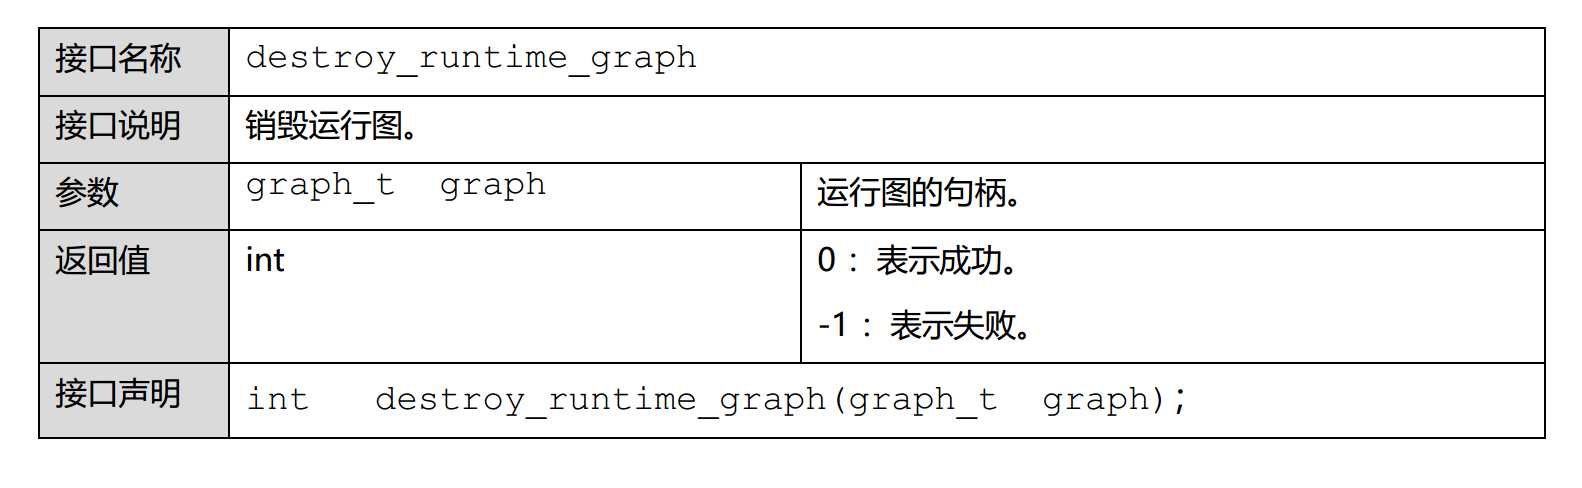 接口名称 destroy_runtime_graph
接口说明 销毁运行图。
参数 graph_t graph 运行图的句柄。
返回值 int 0 : 表示成功。
-1 : 表示失败。
接口声明 int destroy_runtime_graph(graph_t graph);